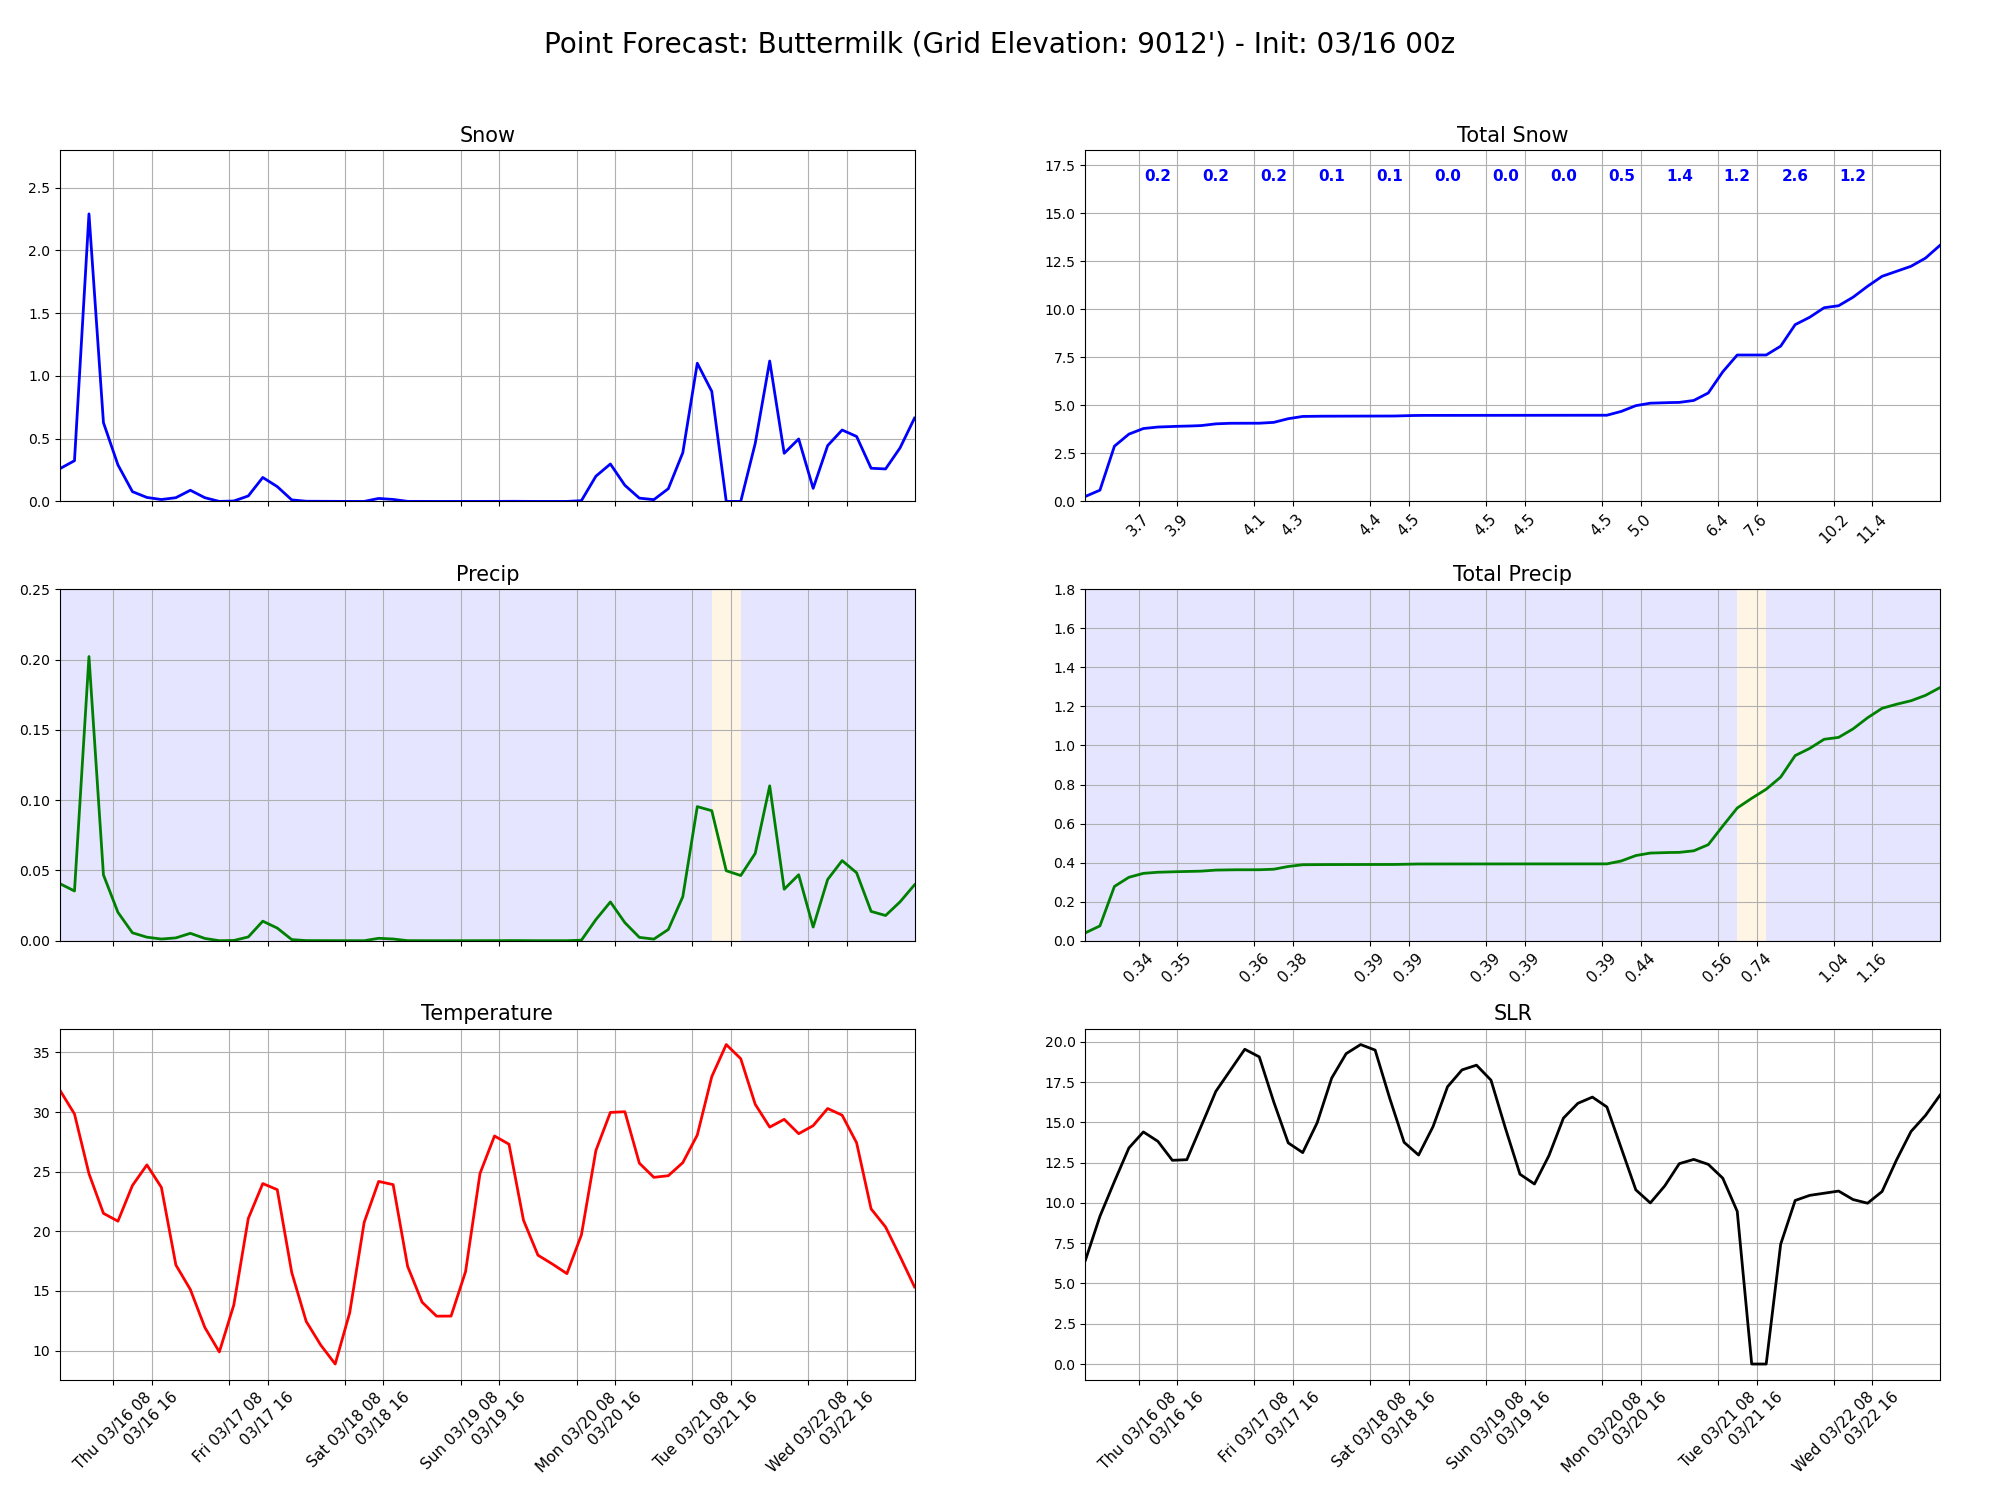 Point Forecast: Buttermilk (Grid Elevation: 9012') - Init: 03/16 00z
Snow
2.5
2.0
1.5
1.0
0.5
0.0
Total Snow
17.5
15.0
12.5
10.0
7.5
5.0
2.5
0.0
0.2 0.2 0.2 0.1 0.1 0.0 0.0 0.0 0.5 1.4 1.2 2.6 1.2
3.7 3.9 4.1 4.3 4.4 4.5 4.5 4.5 4.5 5.0 6.4 7.6 10.2 11.4
Precip
0.25
0.20
0.15
0.10
0.05
0.00
Total Precip
1.8
1.6
1.4
1.2
1.0
0.8
0.6
0.4
0.2
0.0
0.34 0.35 0.36 0.38 0.39 0.39 0.39 0.39 0.39 0.44 0.56 0.74 1.04 1.16
Temperature
35
30
25
20
15
10
Thu 03/16 08
03/16 16
Fri 03/17 08
03/17 16
Sat 03/18 08
03/18 16
Sun 03/19 08
03/19 16
Mon 03/20 08
03/20 16
Tue 03/21 08
03/21 16
Wed 03/22 08
03/22 16
SLR
20.0
17.5
15.0
12.5
10.0
7.5
5.0
2.5
0.0
Thu 03/16 08
03/16 16
Fri 03/17 08
03/17 16
Sat 03/18 08
03/18 16
Sun 03/19 08
03/19 16
Mon 03/20 08
03/20 16
Tue 03/21 08
03/21 16
Wed 03/22 08
03/22 16